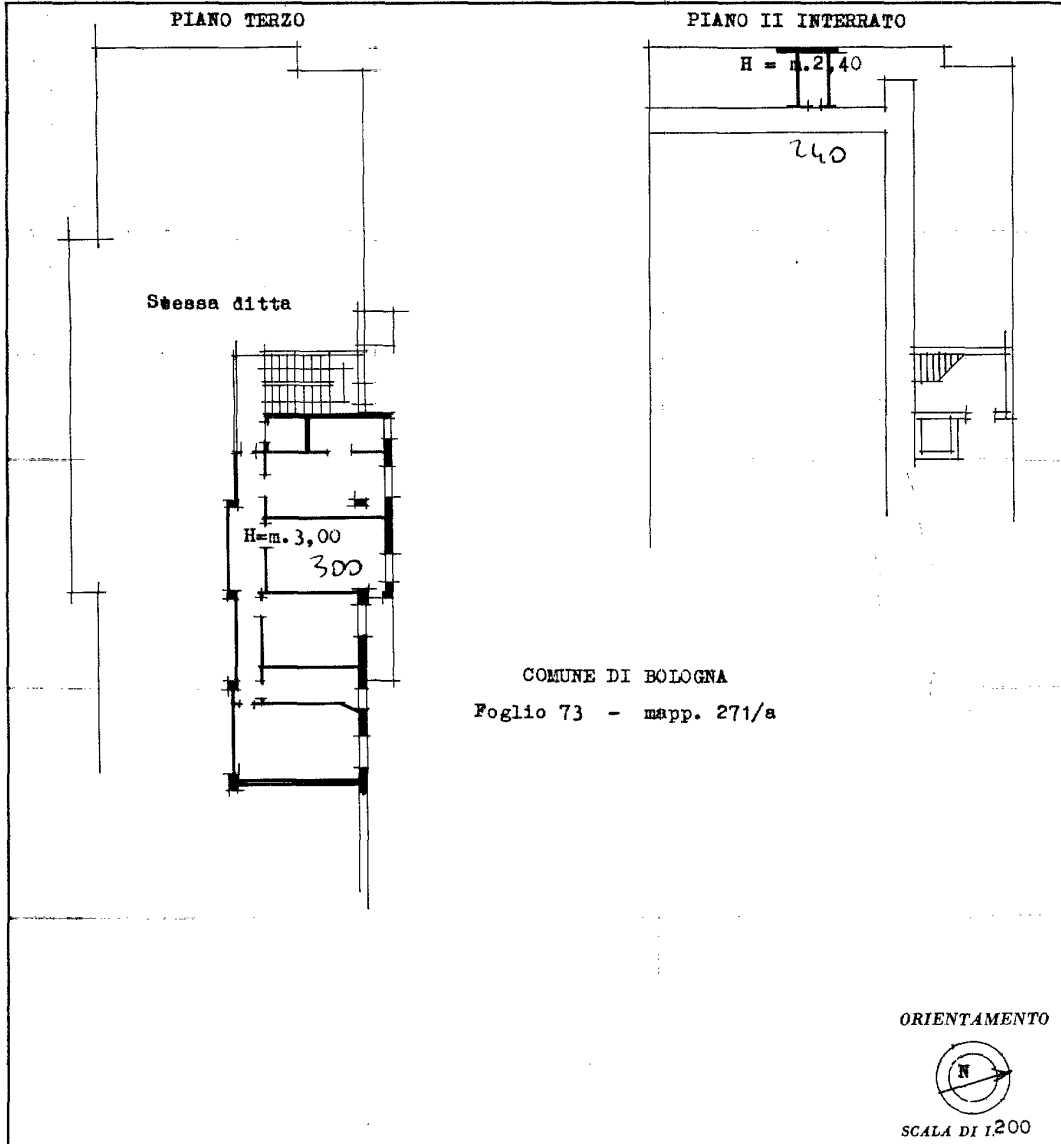 PIANO TERZO
PIANO II INTERRATO
H = m.2,40
240
Stessa ditta
H=m.3,00
300
COMUNE DI BOLOGNA
Foglio 73 - mapp. 271/a
ORIENTAMENTO
N
SCALA DI 1:200